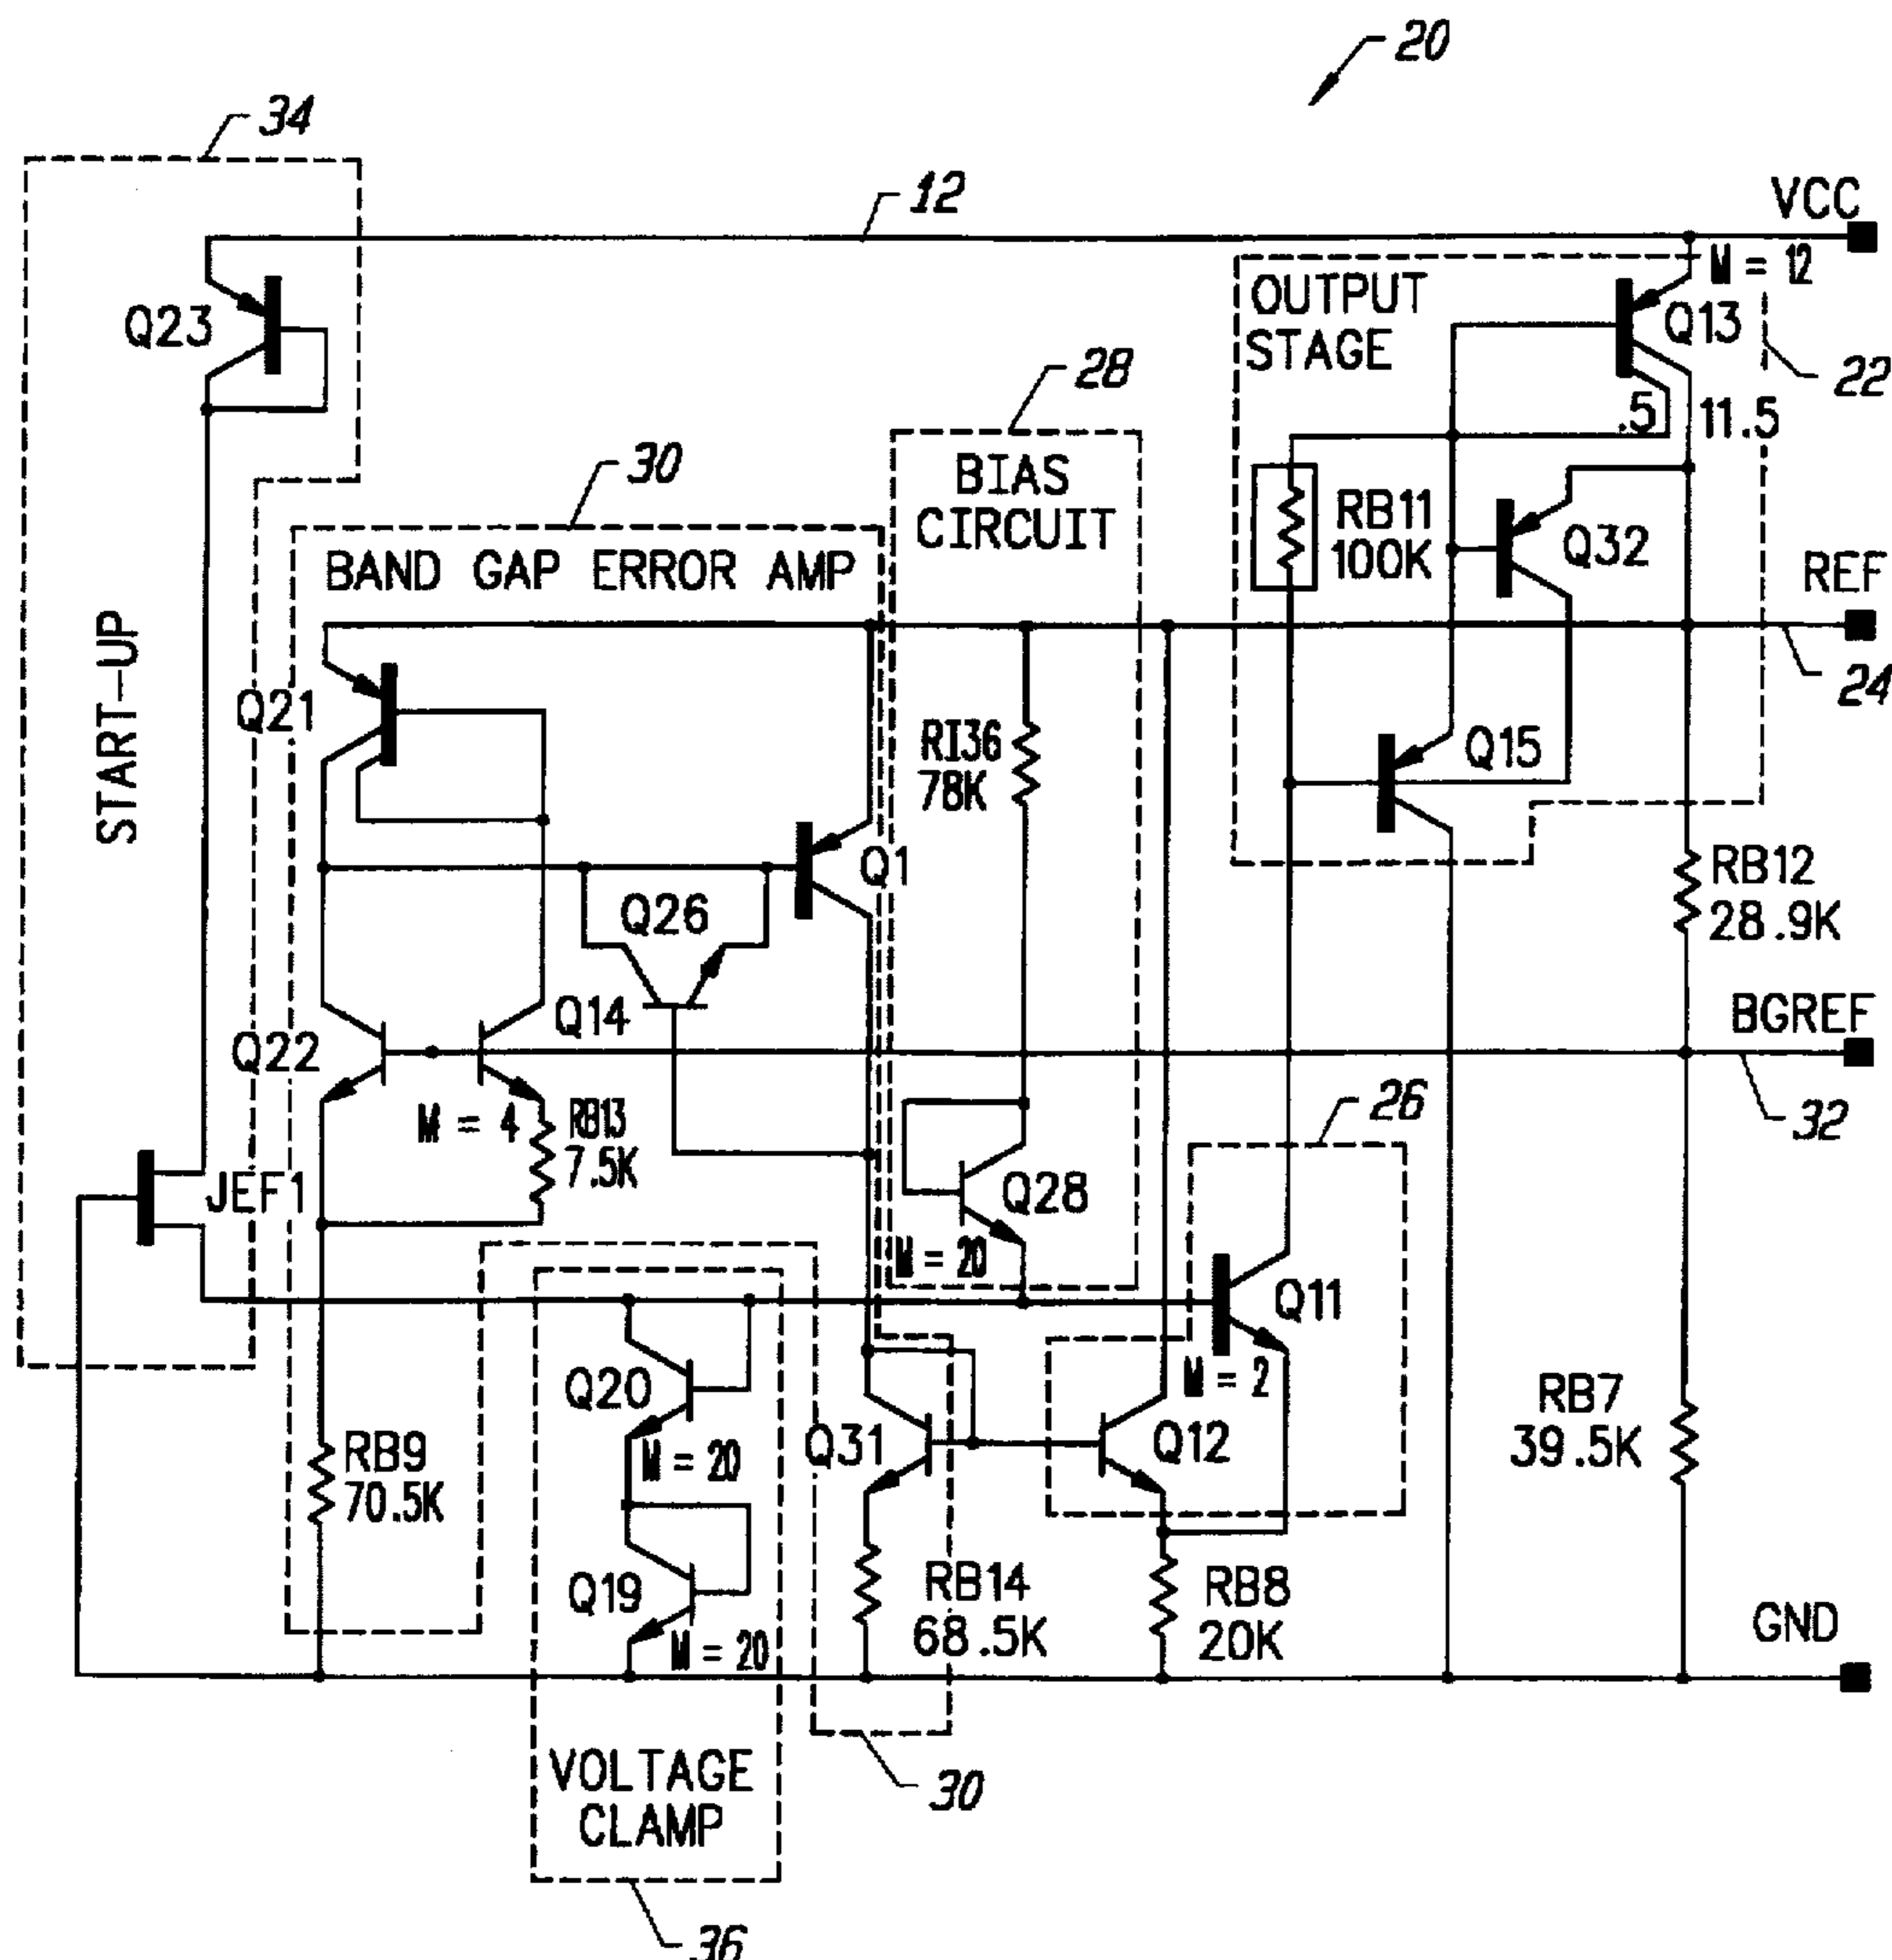 20
34
12
VCC
M = 12
OUTPUT
STAGE
Q23
Q13
28
22
.5
11.5
30
BIAS
CIRCUIT
RB11
100K
Q32
BAND GAP ERROR AMP
REF
START-UP
24
Q21
RI36
78K
Q15
Q1
RB12
28.9K
Q26
Q14
BGREF
Q22
26
M = 4
RB13
7.5K
32
JEF1
Q28
M = 20
Q11
Q20
M = 2
RB7
39.5K
Q31
Q12
RB9
70.5K
M = 20
Q19
RB14
68.5K
RB8
20K
GND
M = 20
VOLTAGE
CLAMP
30
36